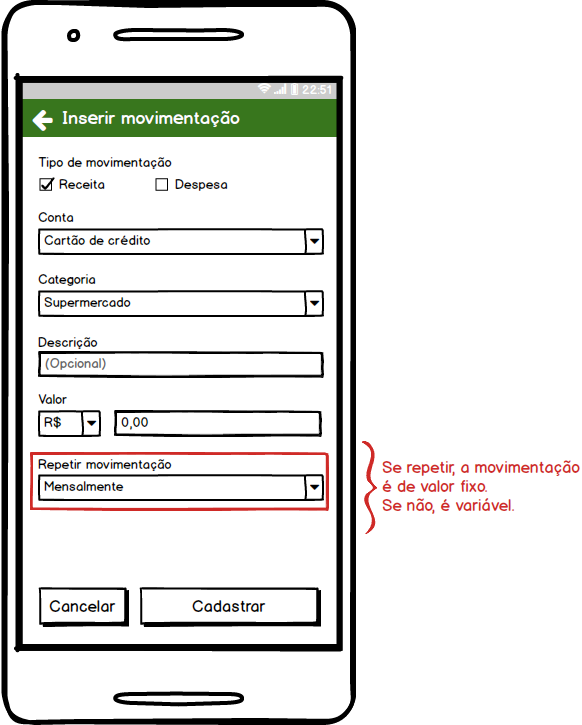 22:51
Inserir movimentação
Tipo de movimentação
Receita Despesa
Conta
Cartão de crédito
Categoria
Supermercado
Descrição
(Opcional)
Valor
R$ 0,00
Repetir movimentação
Mensalmente
Se repetir, a movimentação
é de valor fixo.
Se não, é variável.
Cancelar Cadastrar